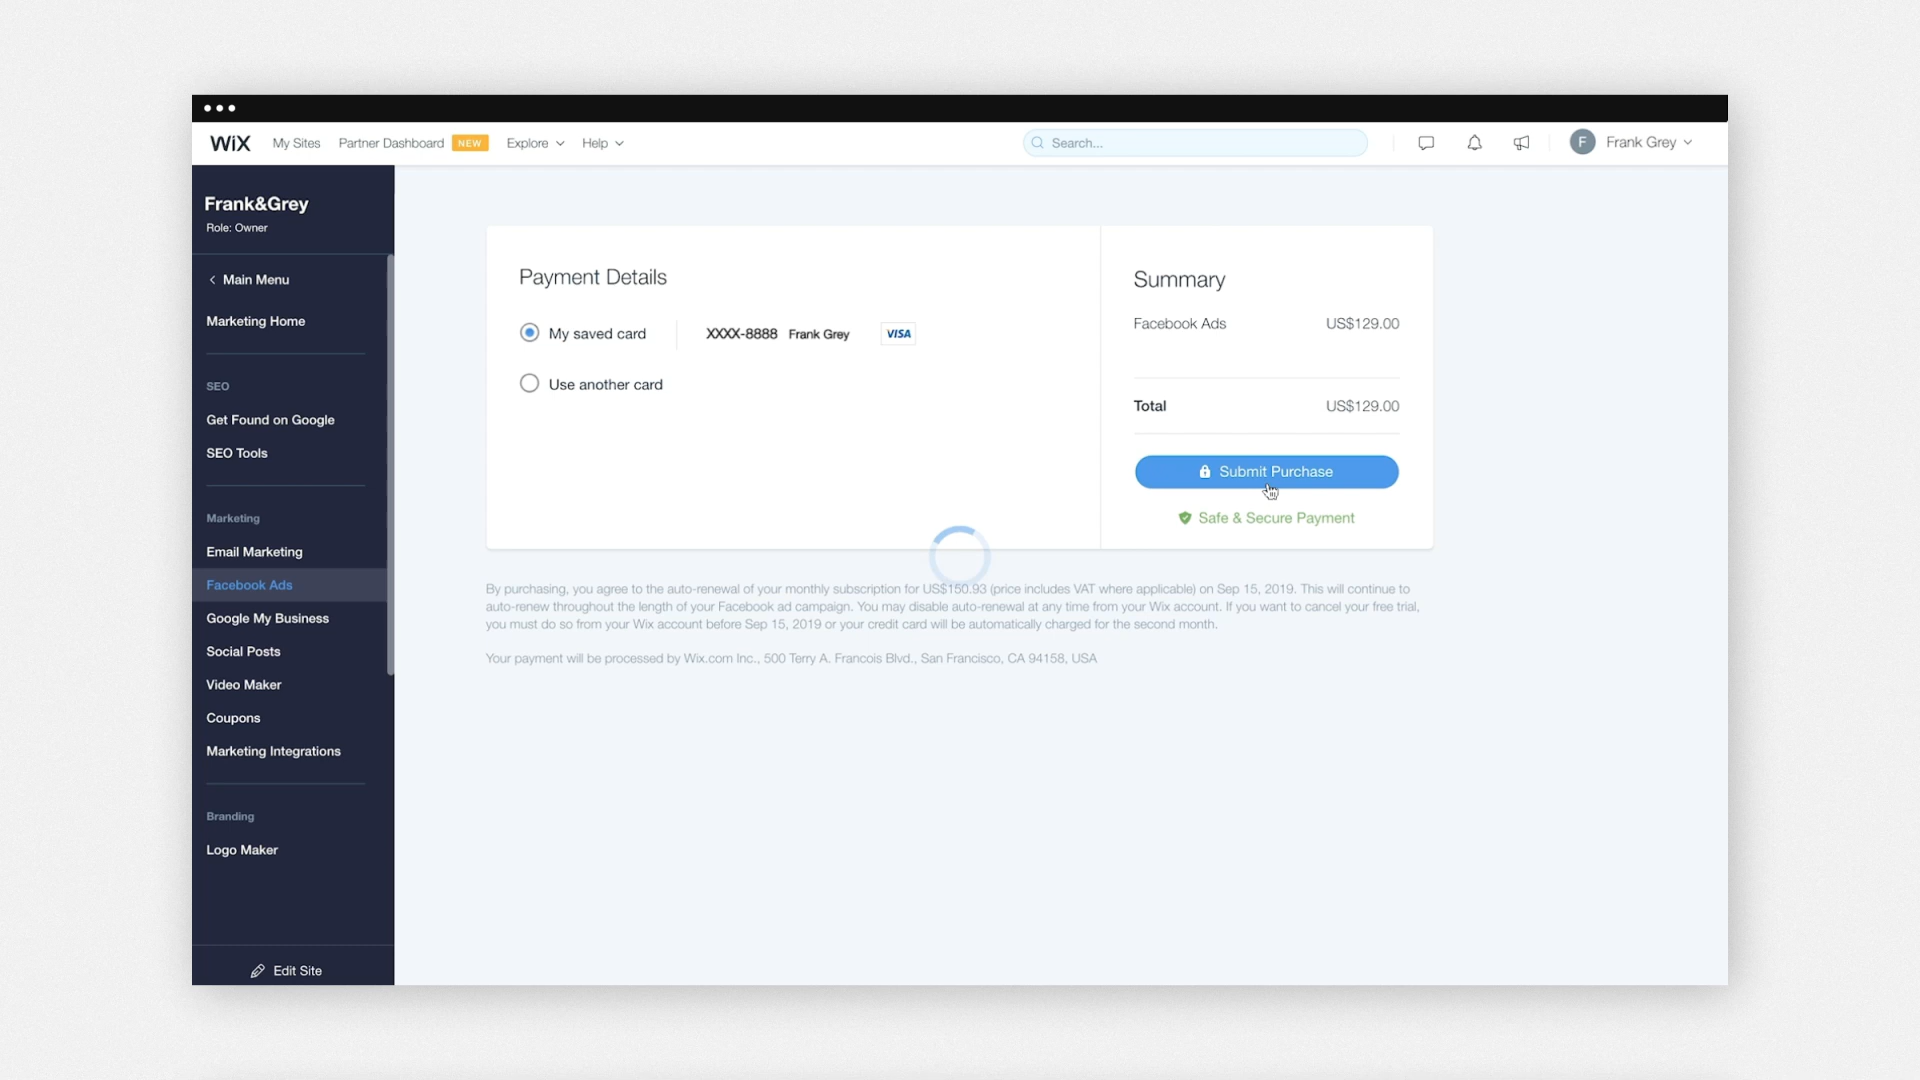 WiX My Sites Partner Dashboard NEW Explore Help Search... F Frank Grey
Frank&Grey
Role: Owner
Main Menu
Marketing Home
SEO
Get Found on Google
SEO Tools
Marketing
Email Marketing
Facebook Ads
Google My Business
Social Posts
Video Maker
Coupons
Marketing Integrations
Branding
Logo Maker
Edit Site
Payment Details
My saved card XXXX-8888 Frank Grey VISA
Use another card
Summary
Facebook Ads US$129.00
Total US$129.00
Submit Purchase
Safe & Secure Payment
By purchasing, you agree to the auto-renewal of your monthly subscription for US$150.93 (price includes VAT where applicable) on Sep 15, 2019. This will continue to
auto-renew throughout the length of your Facebook ad campaign. You may disable auto-renewal at any time from your Wix account. If you want to cancel your free trial,
you must do so from your Wix account before Sep 15, 2019 or your credit card will be automatically charged for the second month.
Your payment will be processed by Wix.com Inc., 500 Terry A. Francois Blvd., San Francisco, CA 94158, USA